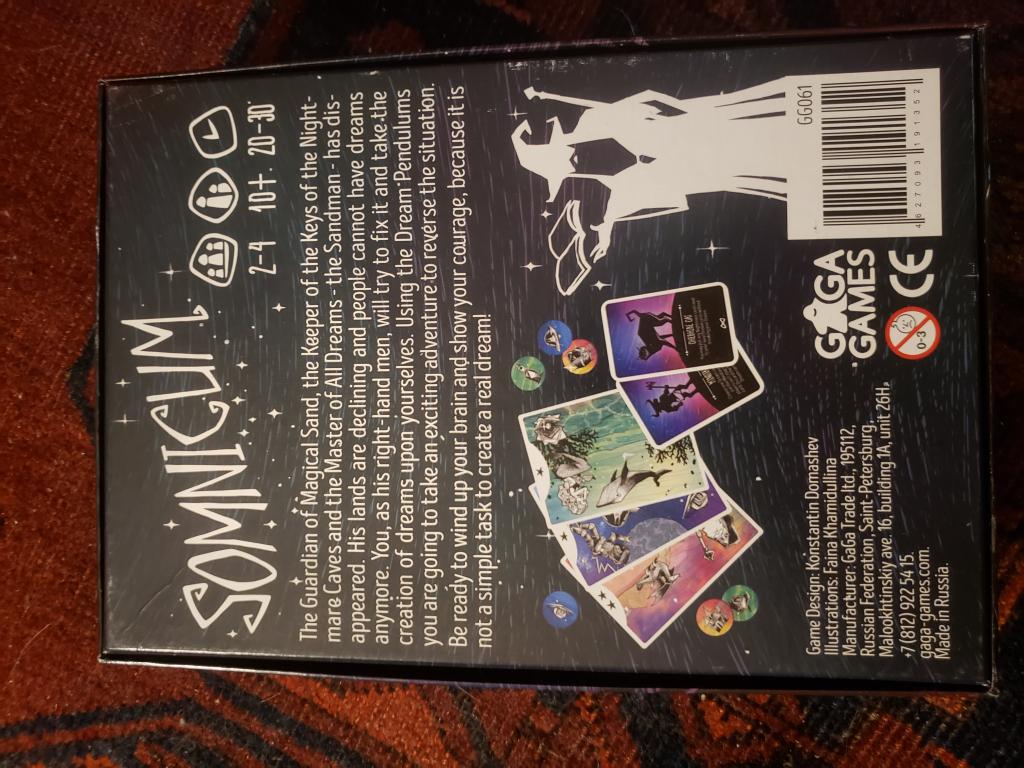 SOMNICUM
2-4 10+ 20-30'
The Guardian of Magical Sand, the Keeper of the Keys of the Night-
mare Caves and the Master of All Dreams - the Sandman - has dis-
appeared. His lands are declining and people cannot have dreams
anymore. You, as his right-hand men, will try to fix it and take the
creation of dreams upon yourselves. Using the Dream Pendulums
you are going to take an exciting adventure to reverse the situation.
Be ready to wind up your brain and show your courage, because it is
not a simple task to create a real dream!
Game Design: Konstantin Domashev
Illustrations: Faina Khamidullina
Manufacturer: GaGa Trade ltd., 195112,
Russian Federation, Saint-Petersburg,
Malookhtinskiy ave. 16, building 1A, unit 26H,
+7 (812) 922 54 15.
gaga-games.com.
Made in Russia.
GAGA
GAMES
0-3
CE
GG061
4 627093 191352